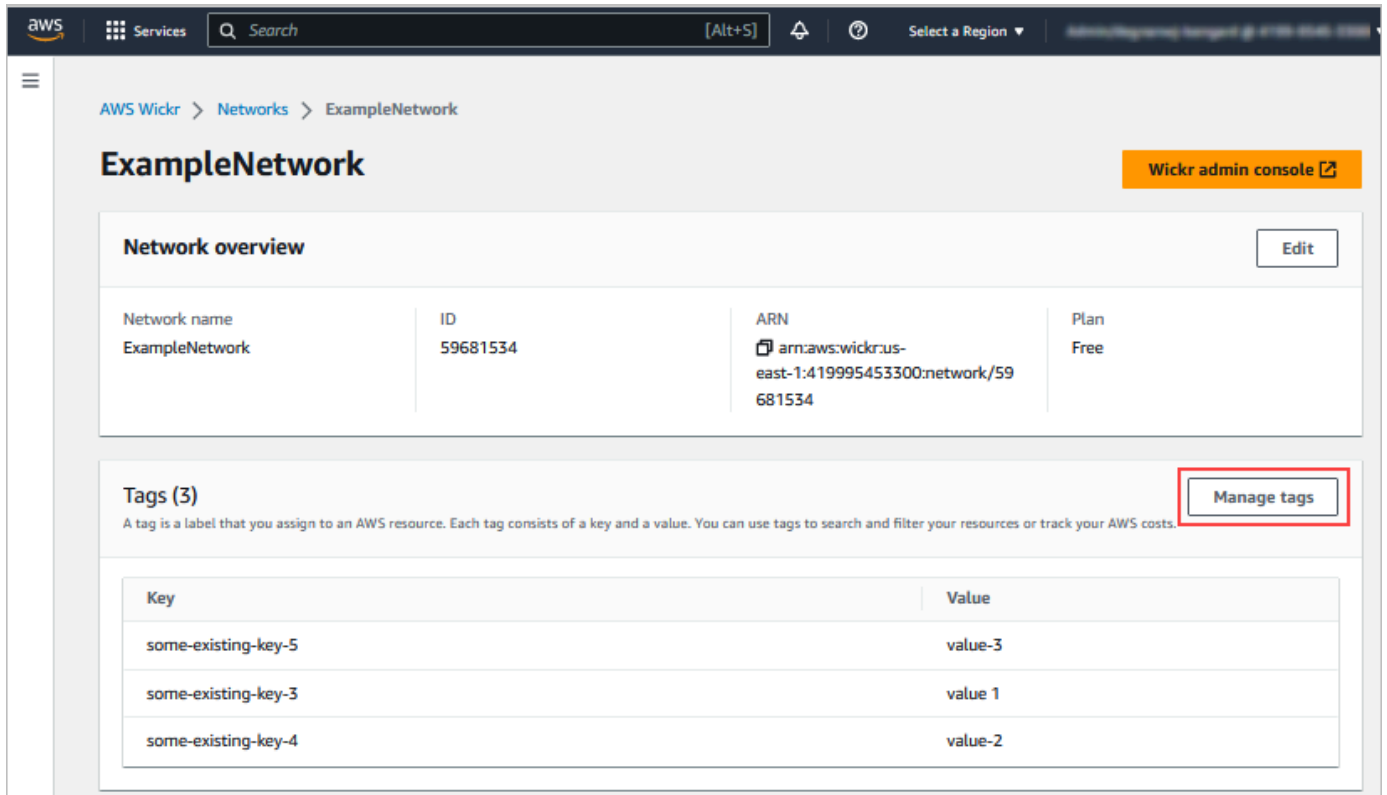 aws Services Search [Alt+S] Select a Region
AWS Wickr Networks ExampleNetwork
ExampleNetwork
Wickr admin console
Network overview
Edit
Network name ID ARN Plan
ExampleNetwork 59681534 arn:aws:wickr:us- Free
east-1:419995453300:network/59
681534
Tags (3)
Manage tags
A tag is a label that you assign to an AWS resource. Each tag consists of a key and a value. You can use tags to search and filter your resources or track your AWS costs.
Key Value
some-existing-key-5 value-3
some-existing-key-3 value 1
some-existing-key-4 value-2